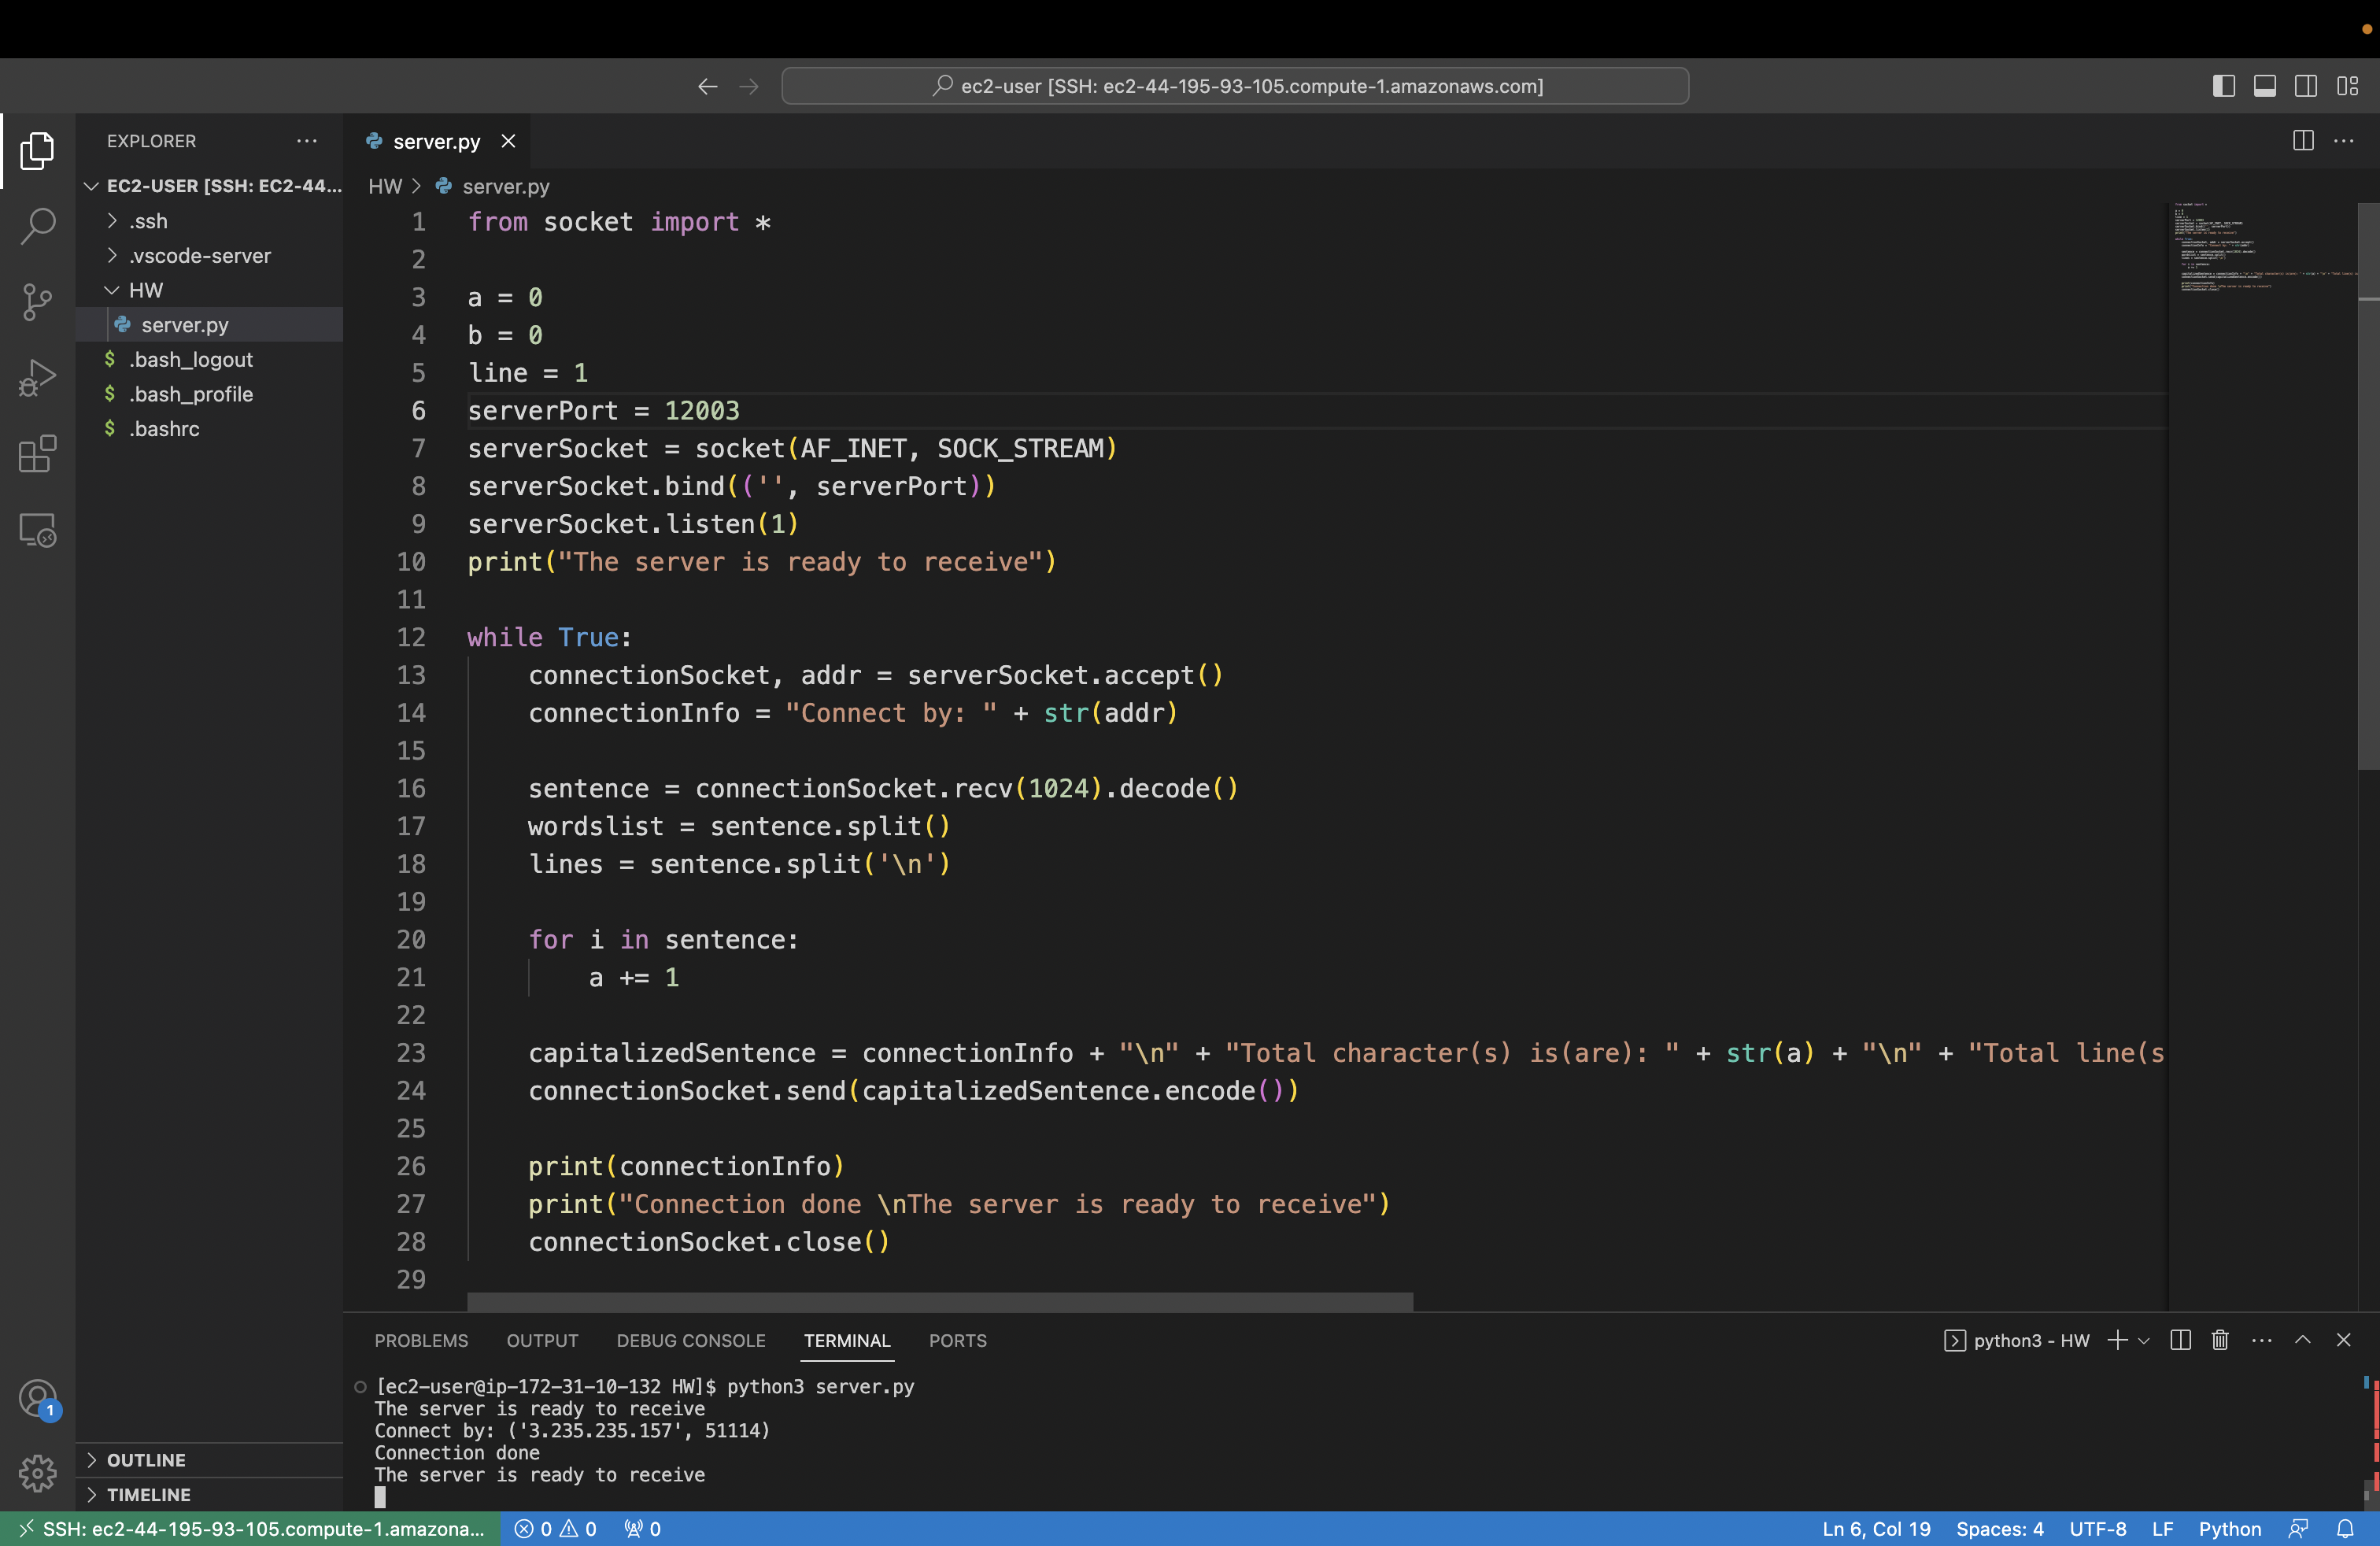 ec2-user [SSH: ec2-44-195-93-105.compute-1.amazonaws.com]
EXPLORER
EC2-USER [SSH: EC2-44...
.ssh
.vscode-server
HW
server.py
.bash_logout
.bash_profile
.bashrc
OUTLINE
TIMELINE
server.py
HW > server.py
1 from socket import *
2
3 a = 0
4 b = 0
5 line = 1
6 serverPort = 12003
7 serverSocket = socket(AF_INET, SOCK_STREAM)
8 serverSocket.bind(('', serverPort))
9 serverSocket.listen(1)
10 print("The server is ready to receive")
11
12 while True:
13     connectionSocket, addr = serverSocket.accept()
14     connectionInfo = "Connect by: " + str(addr)
15
16     sentence = connectionSocket.recv(1024).decode()
17     wordslist = sentence.split()
18     lines = sentence.split('\n')
19
20     for i in sentence:
21         a += 1
22
23     capitalizedSentence = connectionInfo + "\n" + "Total character(s) is(are): " + str(a) + "\n" + "Total line(s
24     connectionSocket.send(capitalizedSentence.encode())
25
26     print(connectionInfo)
27     print("Connection done \nThe server is ready to receive")
28     connectionSocket.close()
29
PROBLEMS OUTPUT DEBUG CONSOLE TERMINAL PORTS
python3 - HW
[ec2-user@ip-172-31-10-132 HW]$ python3 server.py
The server is ready to receive
Connect by: ('3.235.235.157', 51114)
Connection done
The server is ready to receive
1
SSH: ec2-44-195-93-105.compute-1.amazona... 0 0 0
Ln 6, Col 19 Spaces: 4 UTF-8 LF Python